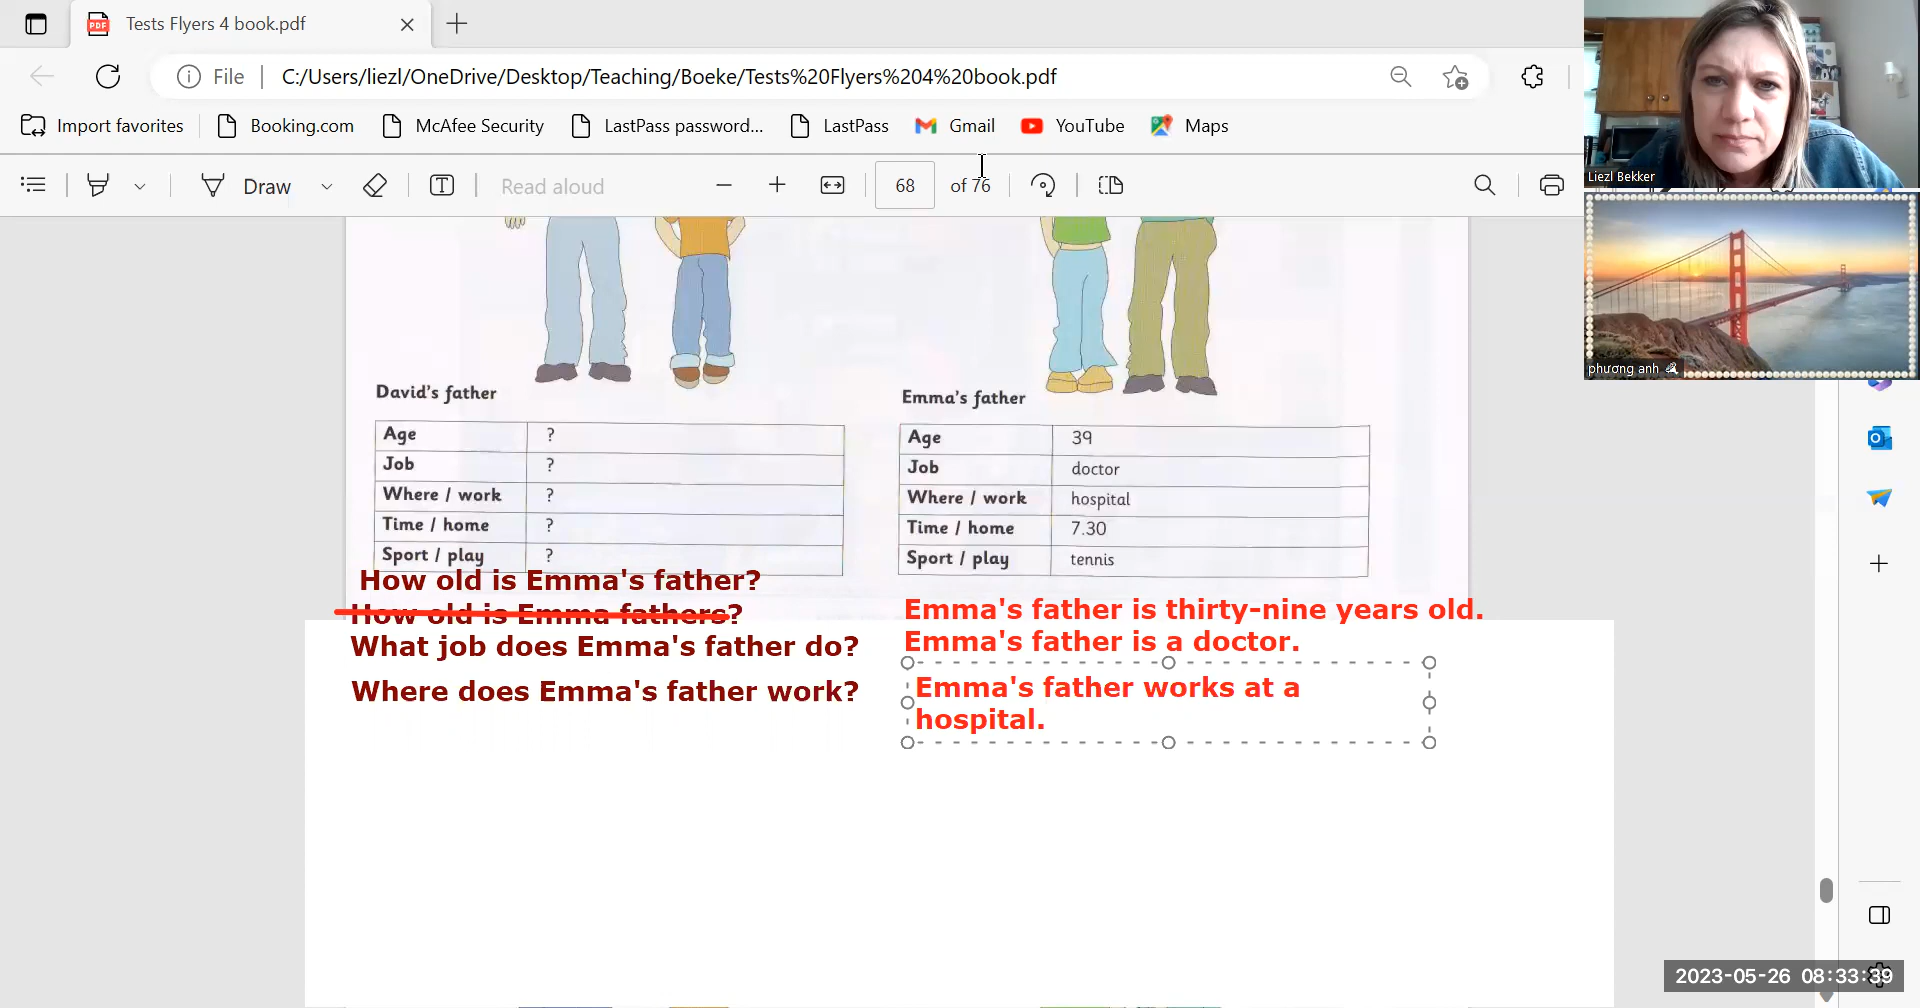 Tests Flyers 4 book.pdf
File
C:/Users/liezl/OneDrive/Desktop/Teaching/Boeke/Tests%20Flyers%204%20book.pdf
Import favorites
Booking.com
McAfee Security
LastPass password...
LastPass
Gmail
YouTube
Maps
Draw
Read aloud
68
of 76
Liezl Bekker
phương anh
David's father
Age ?
Job ?
Where / work ?
Time / home ?
Sport / play ?
Emma's father
Age 39
Job doctor
Where / work hospital
Time / home 7.30
Sport / play tennis
How old is Emma's father?
How old is Emma fathers?
What job does Emma's father do?
Where does Emma's father work?
Emma's father is thirty-nine years old.
Emma's father is a doctor.
Emma's father works at a
hospital.
2023-05-26 08:33:39